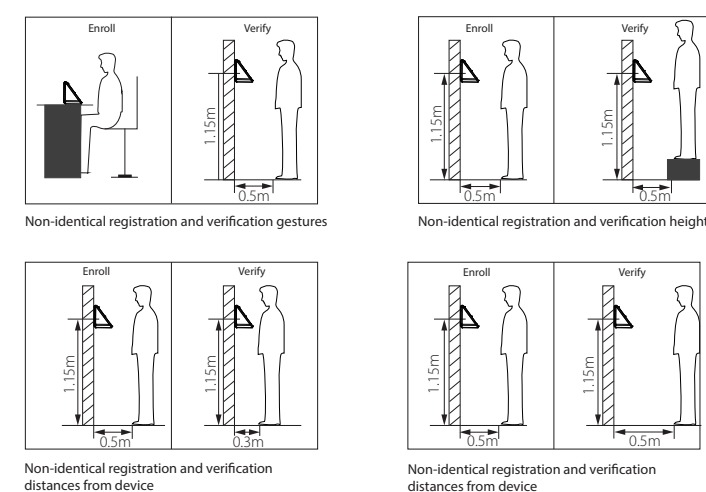 Enroll
Verify
1.15m
0.5m
Non-identical registration and verification gestures
Enroll
Verify
1.15m
1.15m
0.5m
0.5m
Non-identical registration and verification height
Enroll
Verify
1.15m
1.15m
0.5m
0.3m
Non-identical registration and verification
distances from device
Enroll
Verify
1.15m
1.15m
0.5m
0.5m
Non-identical registration and verification
distances from device